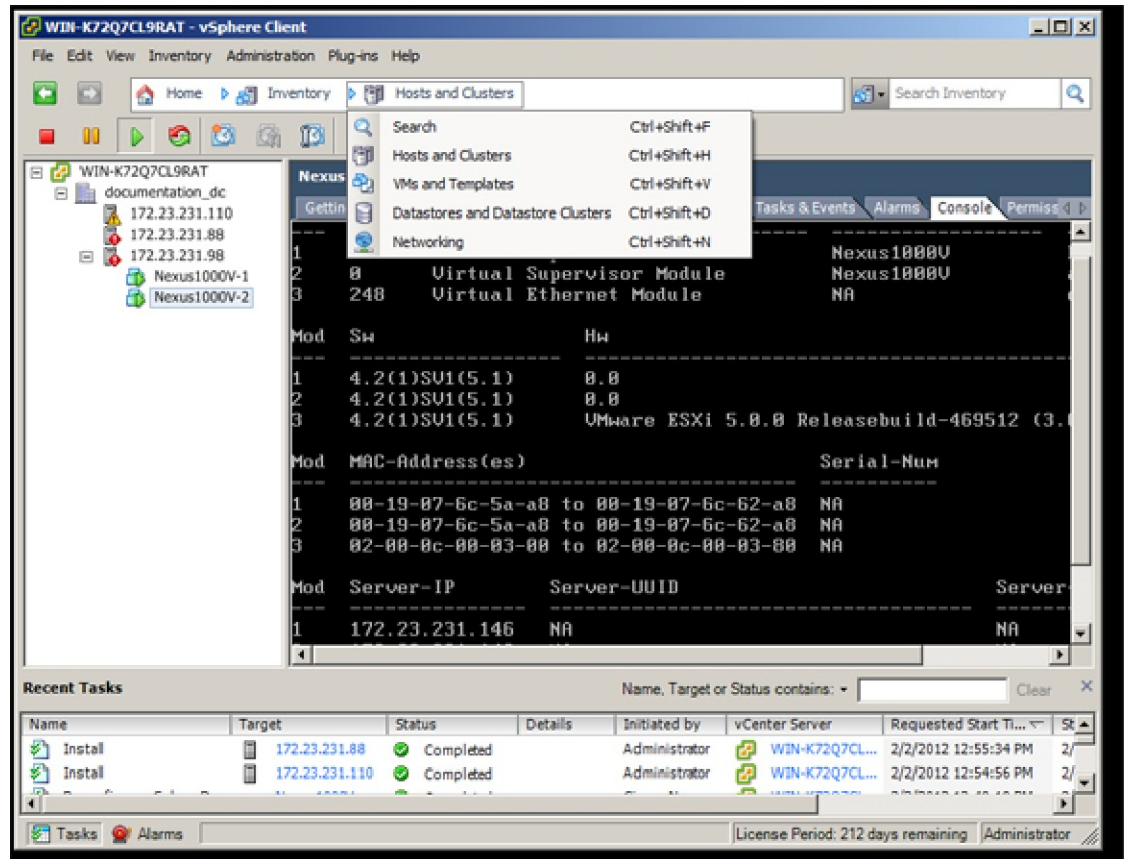 WIN-K72Q7CL9RAT - vSphere Client
File Edit View Inventory Administration Plug-ins Help
Home Inventory Hosts and Clusters Search Inventory
Search Ctrl+Shift+F
Hosts and Clusters Ctrl+Shift+H
VMs and Templates Ctrl+Shift+V
Datastores and Datastore Clusters Ctrl+Shift+D
Networking Ctrl+Shift+N
WIN-K72Q7CL9RAT
documentation_dc
172.23.231.110
172.23.231.88
172.23.231.98
Nexus1000V-1
Nexus1000V-2
Nexus
Gettin Tasks & Events Alarms Console Permiss
--- ------------------
1 Nexus1000V
2 0 Virtual Supervisor Module Nexus1000V
3 248 Virtual Ethernet Module NA
Mod Sw Hw
--- ------------------ ------------------------------------------------
1 4.2(1)SV1(5.1) 0.0
2 4.2(1)SV1(5.1) 0.0
3 4.2(1)SV1(5.1) VMware ESXi 5.0.0 Releasebuild-469512 (3.
Mod MAC-Address(es) Serial-Num
--- -------------------------------------- ----------
1 00-19-07-6c-5a-a8 to 00-19-07-6c-62-a8 NA
2 00-19-07-6c-5a-a8 to 00-19-07-6c-62-a8 NA
3 02-00-0c-00-03-00 to 02-00-0c-00-03-80 NA
Mod Server-IP Server-UUID Server-
--- --------------- ------------------------------------ ------
1 172.23.231.146 NA NA
Recent Tasks Name, Target or Status contains: Clear
Name Target Status Details Initiated by vCenter Server Requested Start Ti... St
Install 172.23.231.88 Completed Administrator WIN-K72Q7CL... 2/2/2012 12:55:34 PM 2/
Install 172.23.231.110 Completed Administrator WIN-K72Q7CL... 2/2/2012 12:54:56 PM 2/
Tasks Alarms License Period: 212 days remaining Administrator